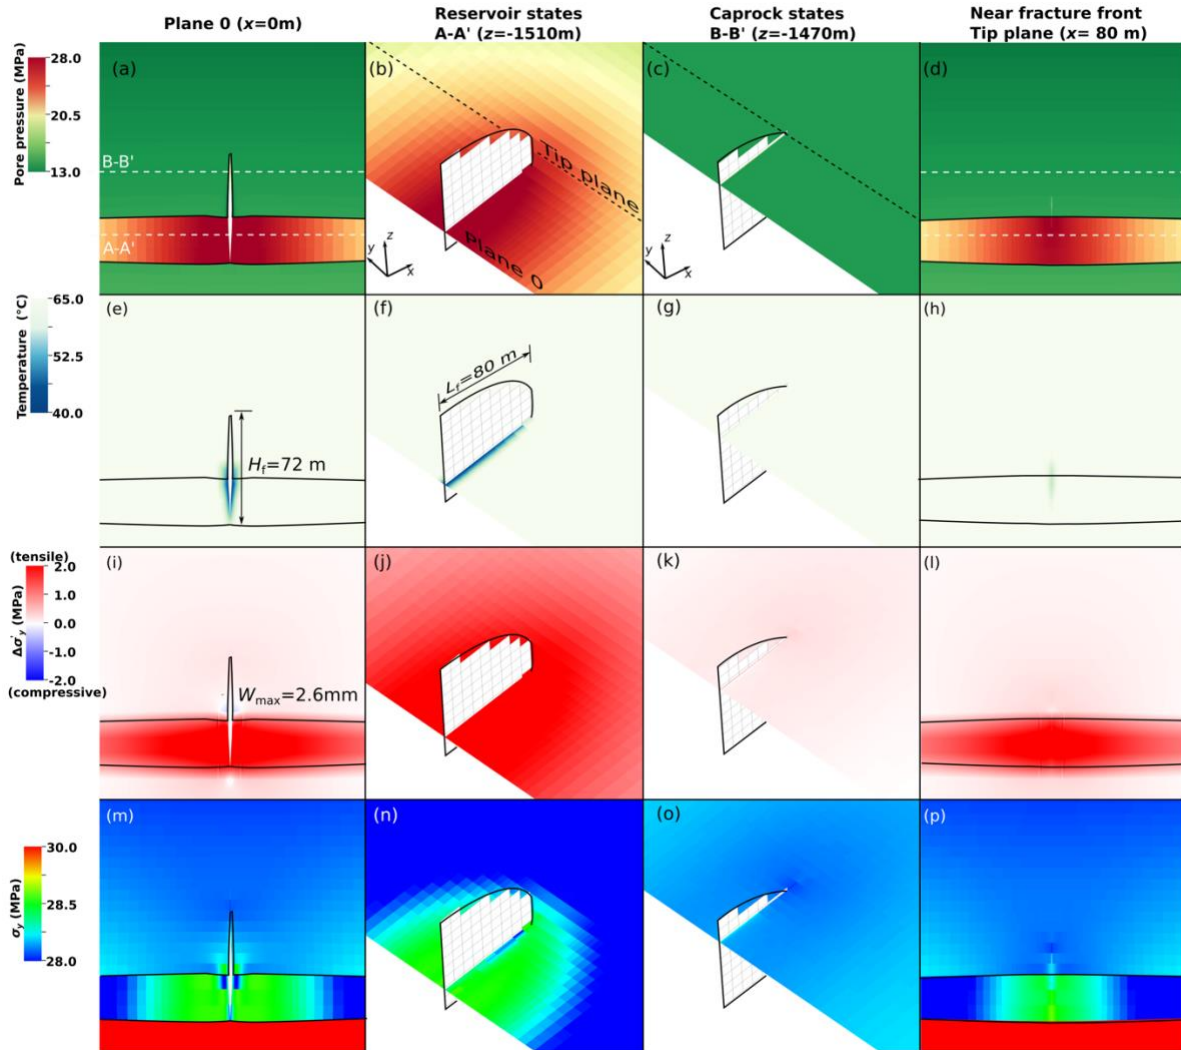 Plane 0 (x=0m)
Reservoir states
A-A' (z=-1510m)
Caprock states
B-B' (z=-1470m)
Near fracture front
Tip plane (x= 80 m)
Pore pressure (MPa)
28.0
20.5
13.0
(a)
B-B'
A-A'
(b)
Tip plane
Plane 0
z
y
x
(c)
z
y
x
(d)
Temperature (°C)
65.0
52.5
40.0
(e)
Hf=72 m
(f)
Lf=80 m
(g)
(h)
(tensile)
Δσ'y (MPa)
2.0
1.0
0.0
-1.0
-2.0
(compressive)
(i)
Wmax=2.6mm
(j)
(k)
(l)
σy (MPa)
30.0
28.5
28.0
(m)
(n)
(o)
(p)